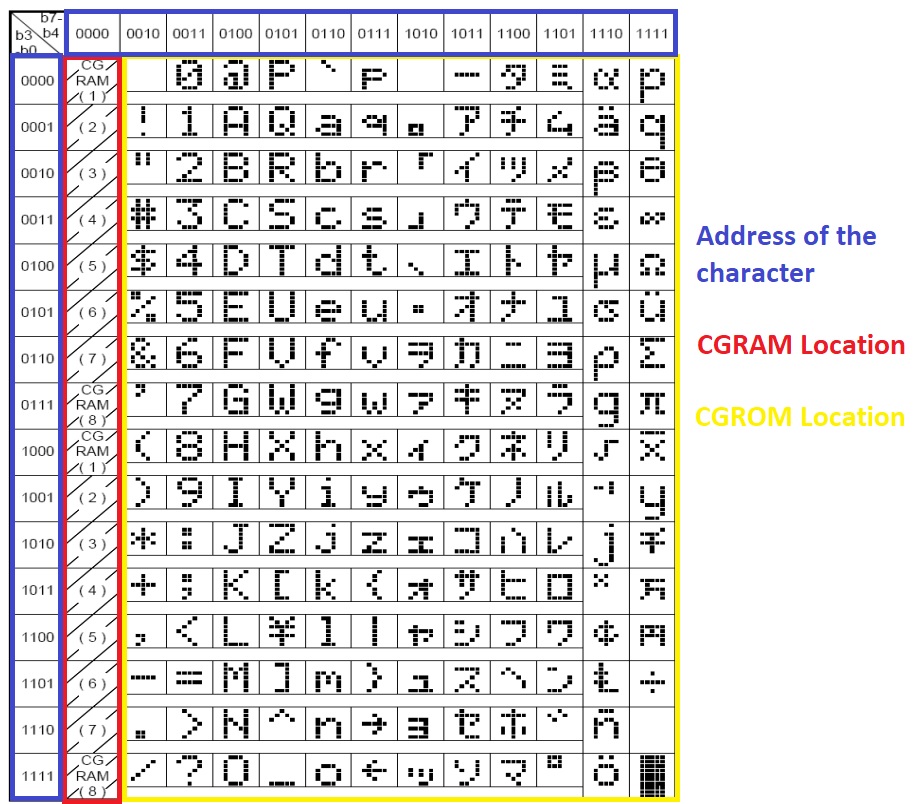 b7-
b4
b3
-b0
0000 0010 0011 0100 0101 0110 0111 1010 1011 1100 1101 1110 1111
0000 CG RAM (1) 0 @ P ` p ー タ ミ α p
0001 (2) ! 1 A Q a q 。 ア チ ム ä q
0010 (3) " 2 B R b r 「 イ ツ メ β θ
0011 (4) # 3 C S c s 」 ウ テ モ ε ∞
0100 (5) $ 4 D T d t 、 エ ト ヤ μ Ω
0101 (6) % 5 E U e u ・ オ ナ ユ σ ü
0110 (7) & 6 F V f v ヲ カ ニ ヨ ρ Σ
0111 CG RAM (8) ' 7 G W g w ァ キ ヌ ラ g π
1000 CG RAM (1) ( 8 H X h x ィ ク ネ リ √ x̄
1001 (2) ) 9 I Y i y ゥ ケ ノ ル ⁻¹ y
1010 (3) * : J Z j z ェ コ ハ レ j 千
1011 (4) + ; K [ k { ォ サ ヒ ロ ˣ 万
1100 (5) , < L ¥ l | ャ シ フ ワ ¢ 円
1101 (6) - = M ] m } ュ ス ヘ ン £ ÷
1110 (7) . > N ^ n → ョ セ ホ ゛ ñ
1111 CG RAM (8) / ? O _ o ← ッ ソ マ ゜ ö █
Address of the
character
CGRAM Location
CGROM Location